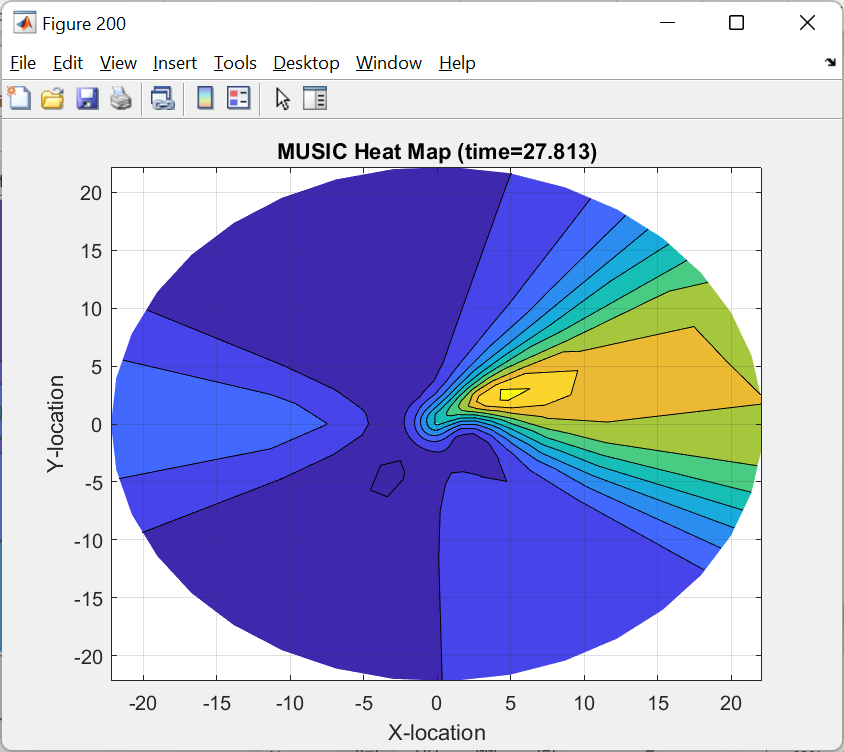 Figure 200
File Edit View Insert Tools Desktop Window Help
MUSIC Heat Map (time=27.813)
20
15
10
5
0
-5
-10
-15
-20
Y-location
-20 -15 -10 -5 0 5 10 15 20
X-location